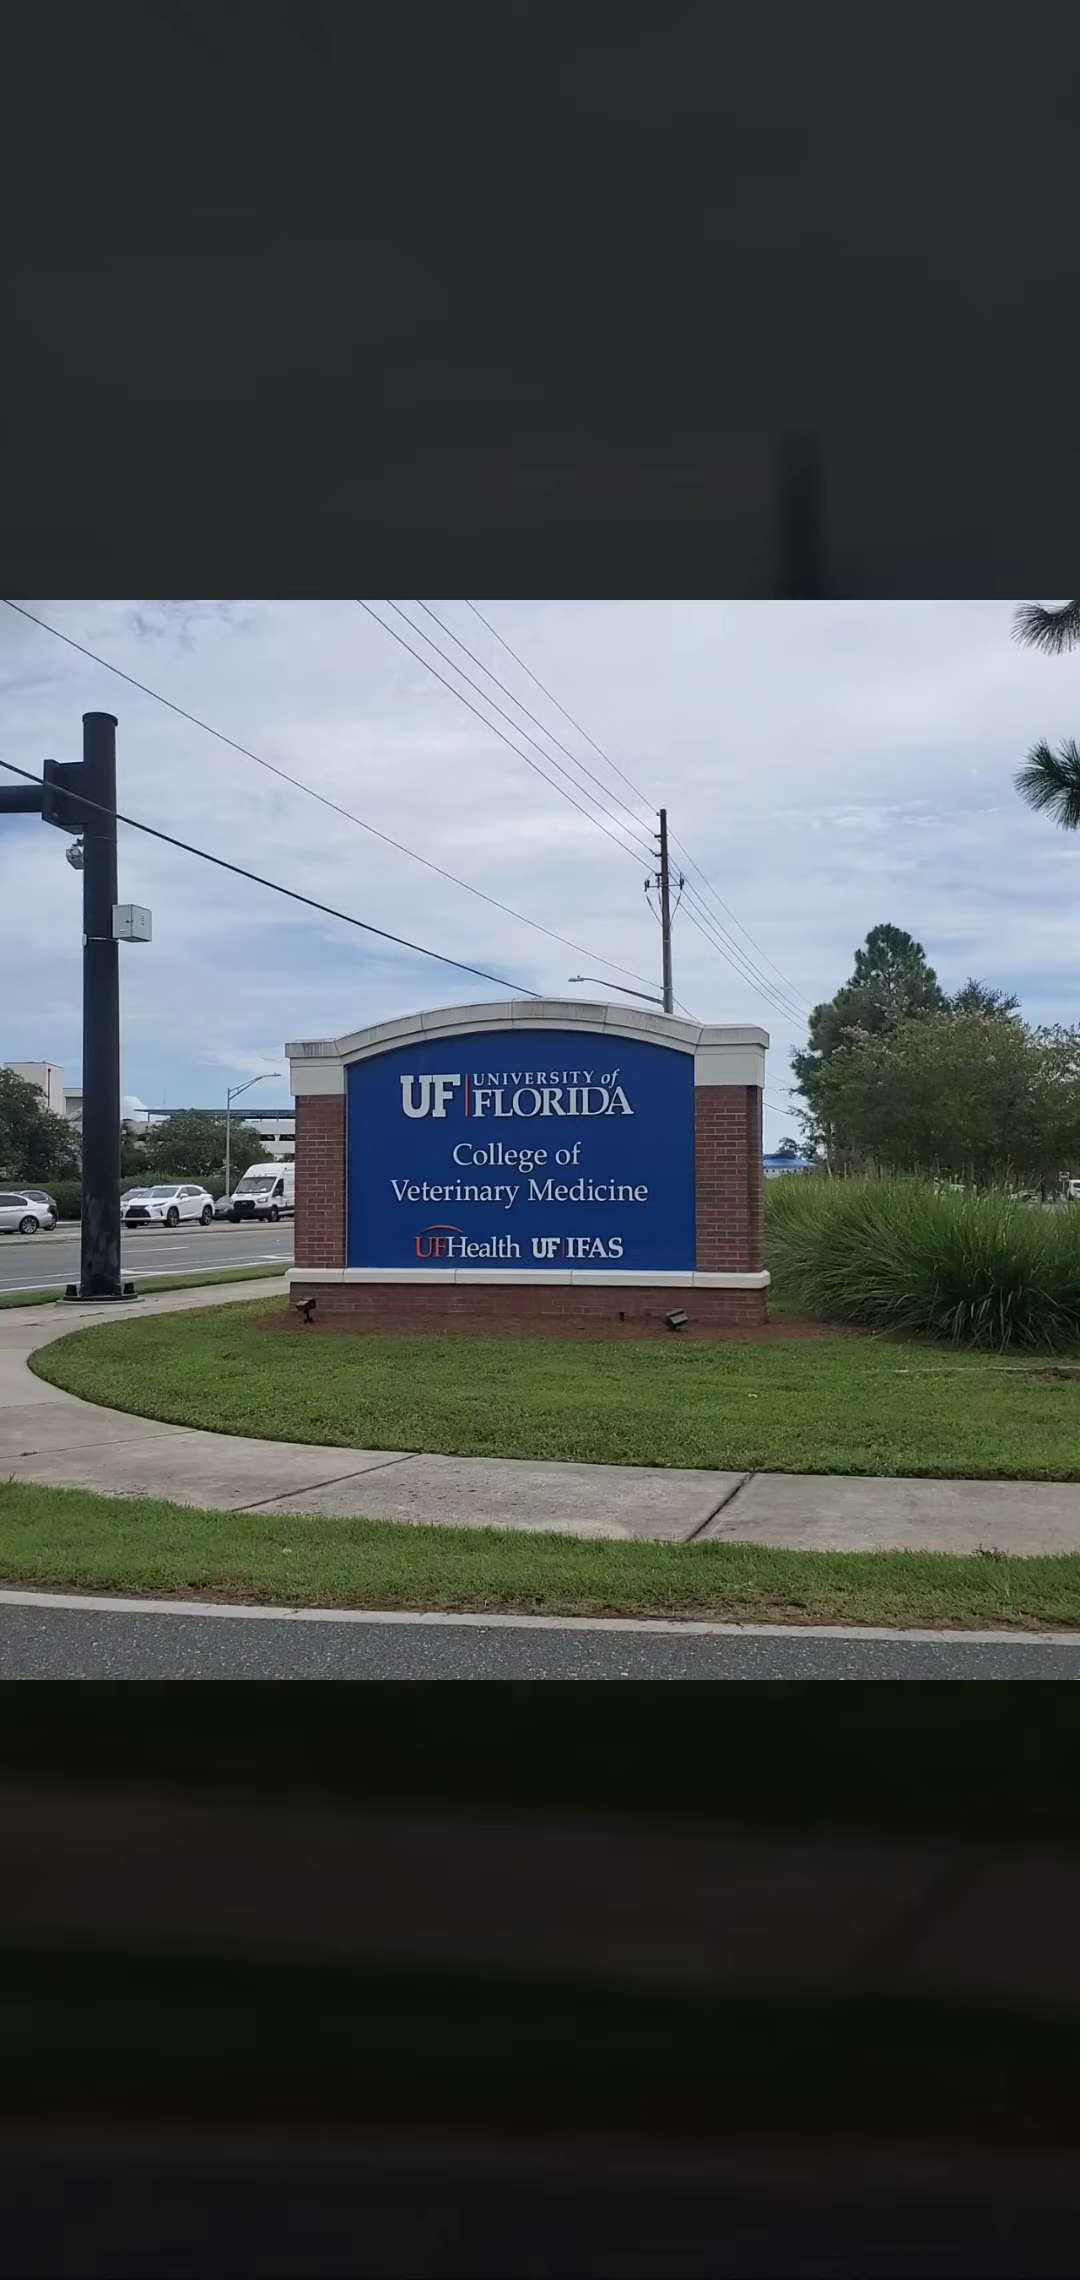 UF UNIVERSITY of
FLORIDA
College of
Veterinary Medicine
UFHealth UF IFAS